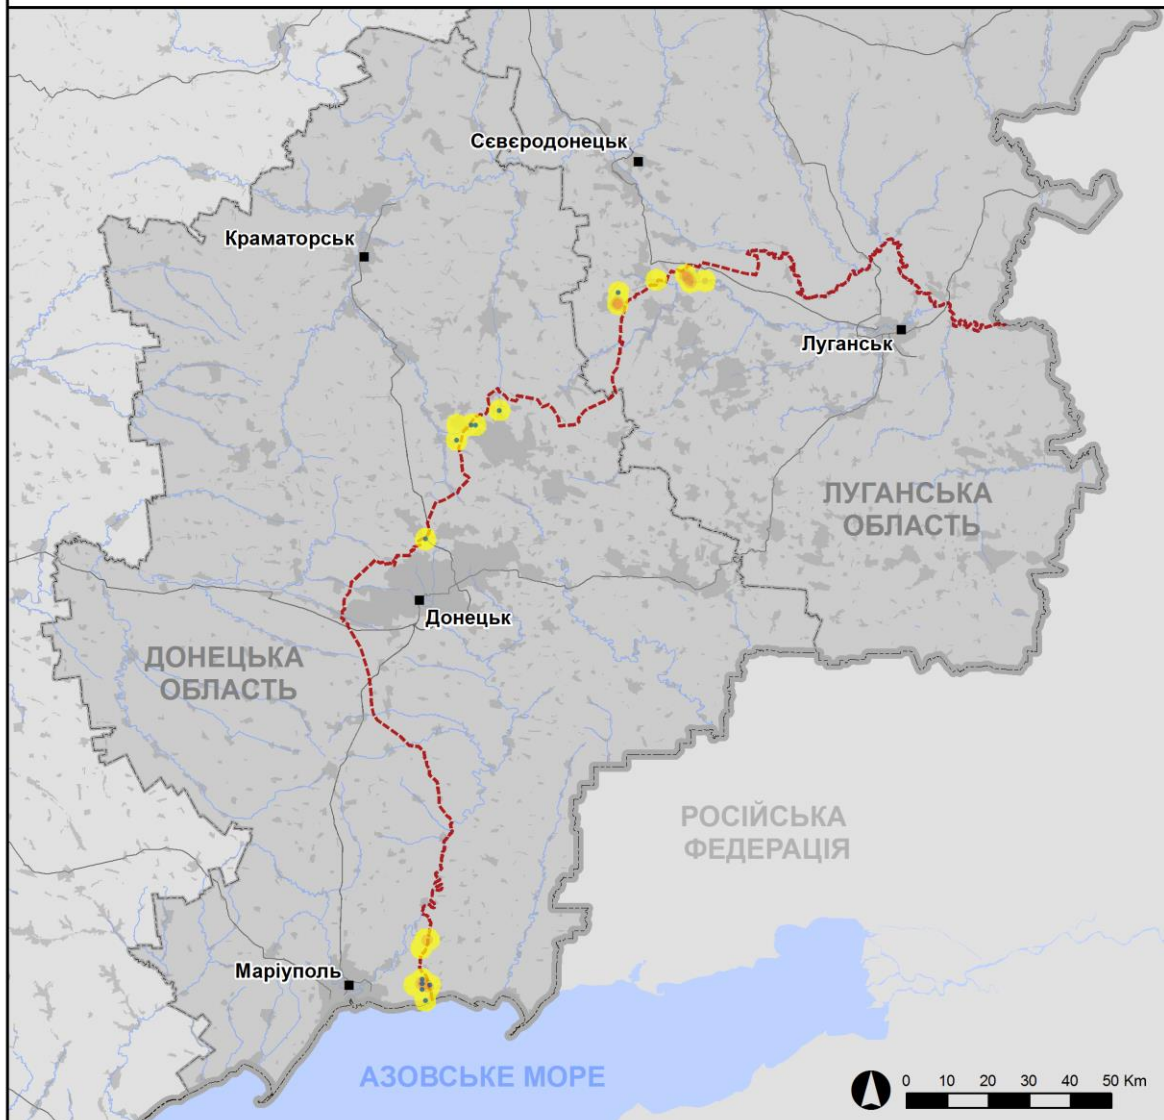 Сєвєродонецьк
Краматорськ
Луганськ
ЛУГАНСЬКА
ОБЛАСТЬ
Донецьк
ДОНЕЦЬКА
ОБЛАСТЬ
РОСІЙСЬКА
ФЕДЕРАЦІЯ
Маріуполь
АЗОВСЬКЕ МОРЕ
0 10 20 30 40 50 Km